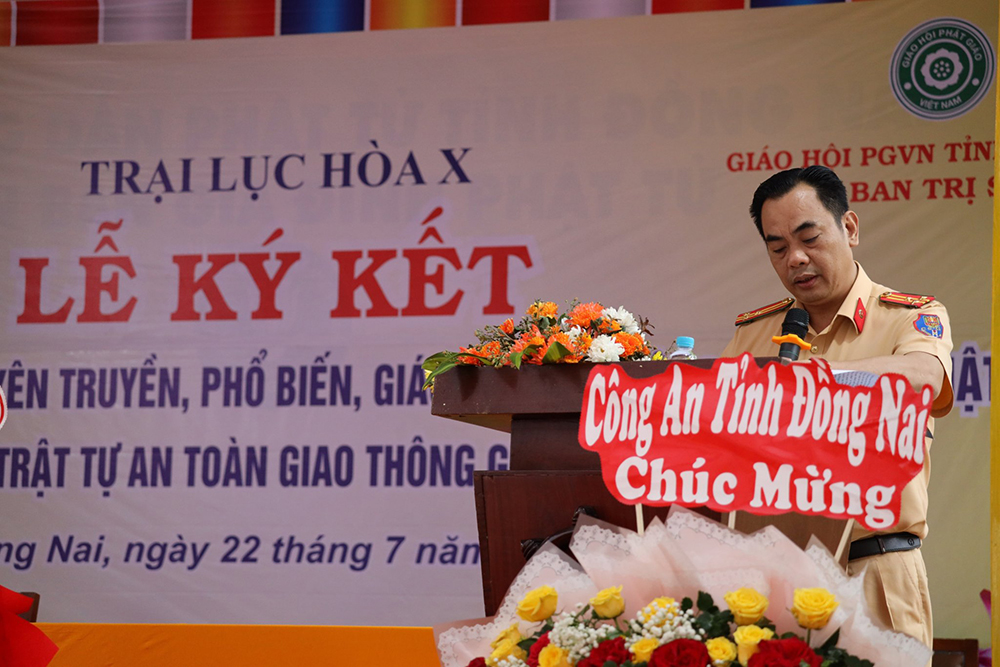 GIÁO HỘI PHẬT GIÁO
VIỆT NAM
GIÁO HỘI PGVN TỈN
BAN TRỊ S
TRẠI LỤC HÒA X
LỄ KÝ KẾT
YÊN TRUYỀN, PHỔ BIẾN, GIÁ
TRẬT TỰ AN TOÀN GIAO THÔNG G
ng Nai, ngày 22 tháng 7 năm
Công An Tỉnh Đồng Nai
Chúc Mừng